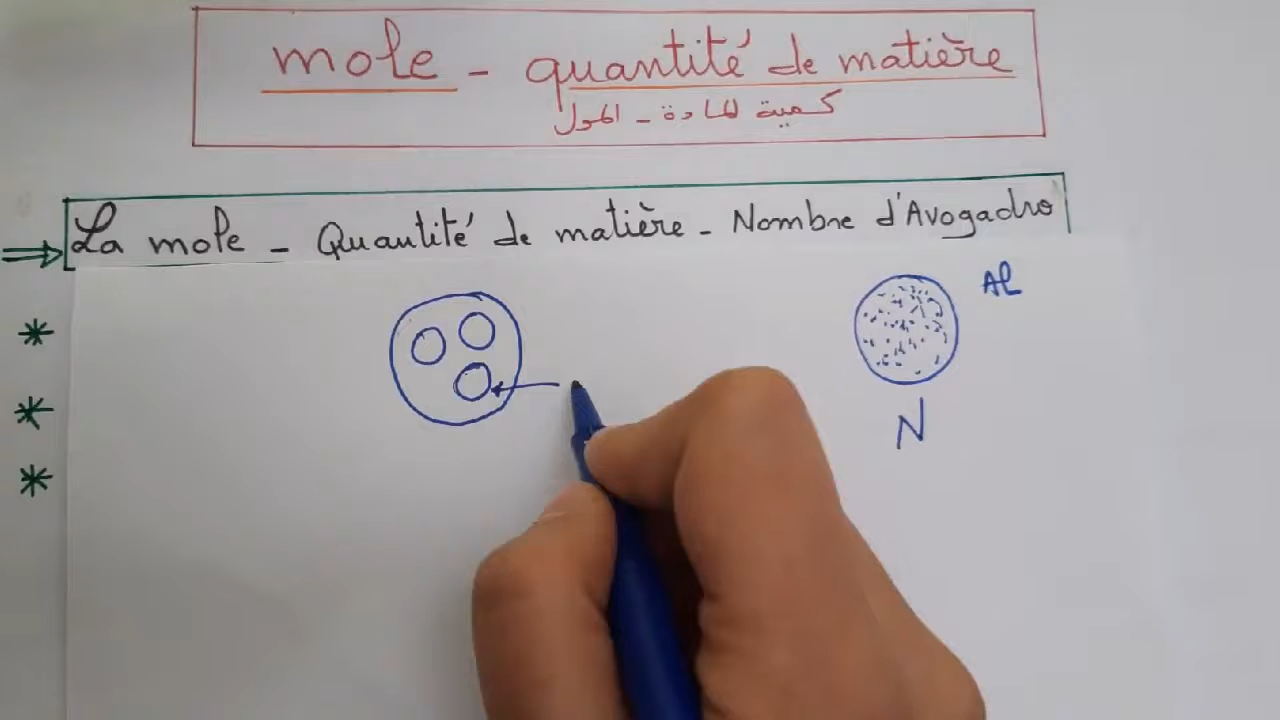 mole - quantité de matière
كمية المادة - المول
La mole - Quantité de matière - Nombre d'Avogadro
Al
N